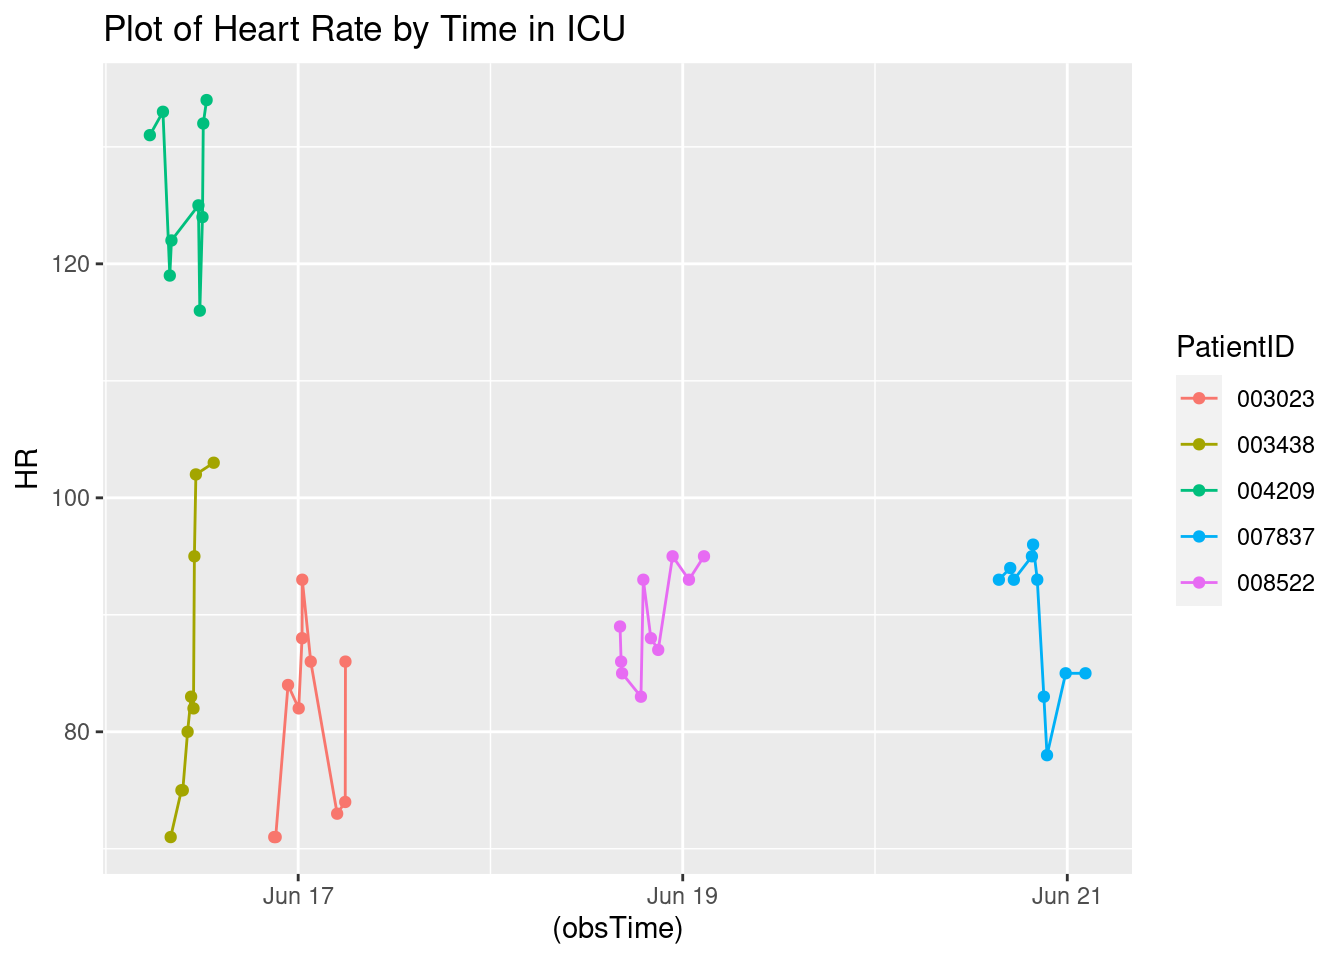 Plot of Heart Rate by Time in ICU
120
100
80
HR
Jun 17
Jun 19
Jun 21
(obsTime)
PatientID
003023
003438
004209
007837
008522